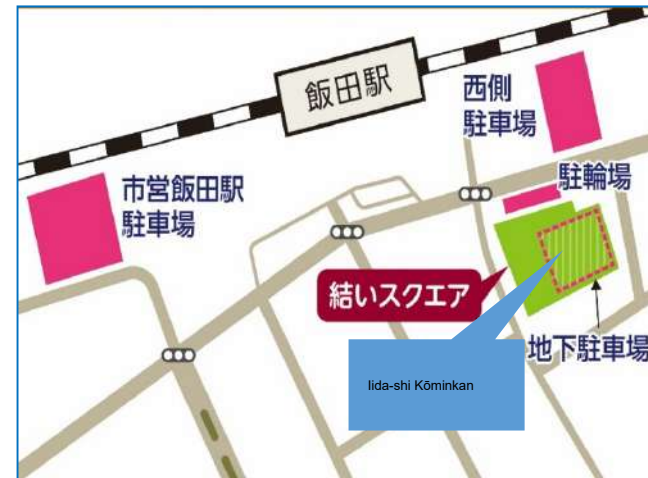 飯田駅
西側
駐車場
市営飯田駅
駐車場
駐輪場
結いスクエア
地下駐車場
Iida-shi Kōminkan